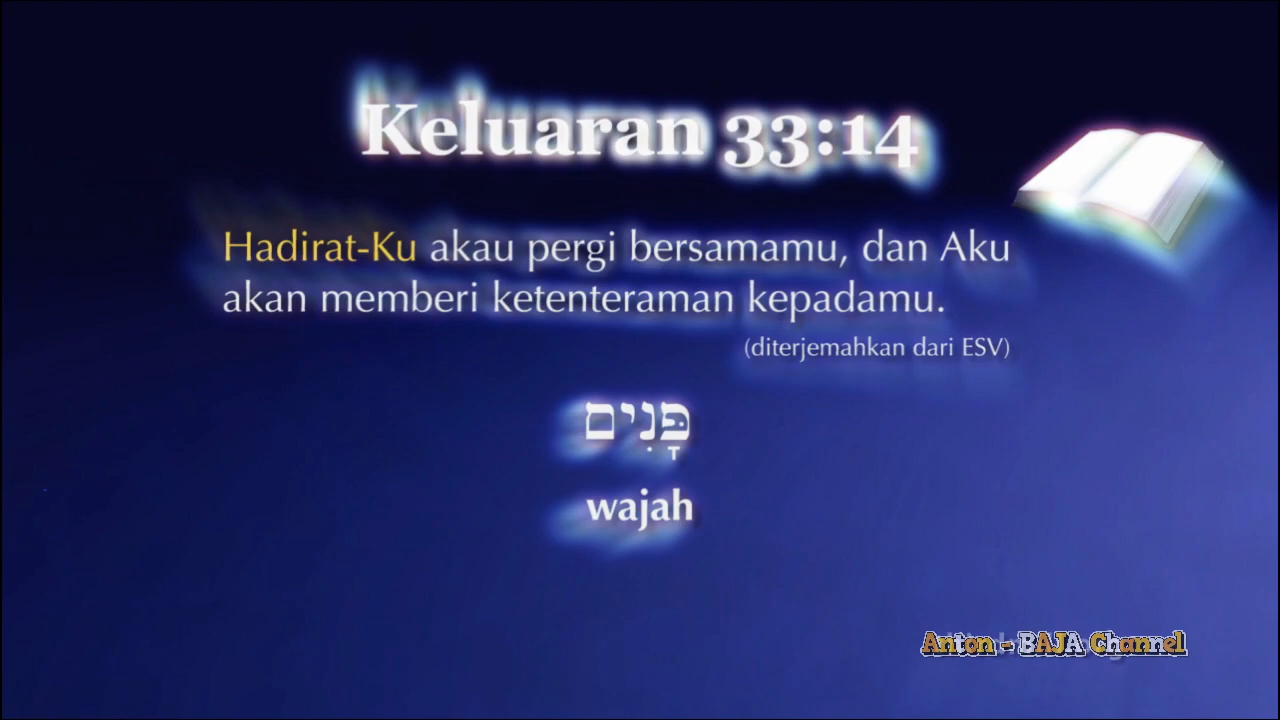 Keluaran 33:14
Hadirat-Ku akau pergi bersamamu, dan Aku
akan memberi ketenteraman kepadamu.
(diterjemahkan dari ESV)
פָּנִים
wajah
Anton - BAJA Channel